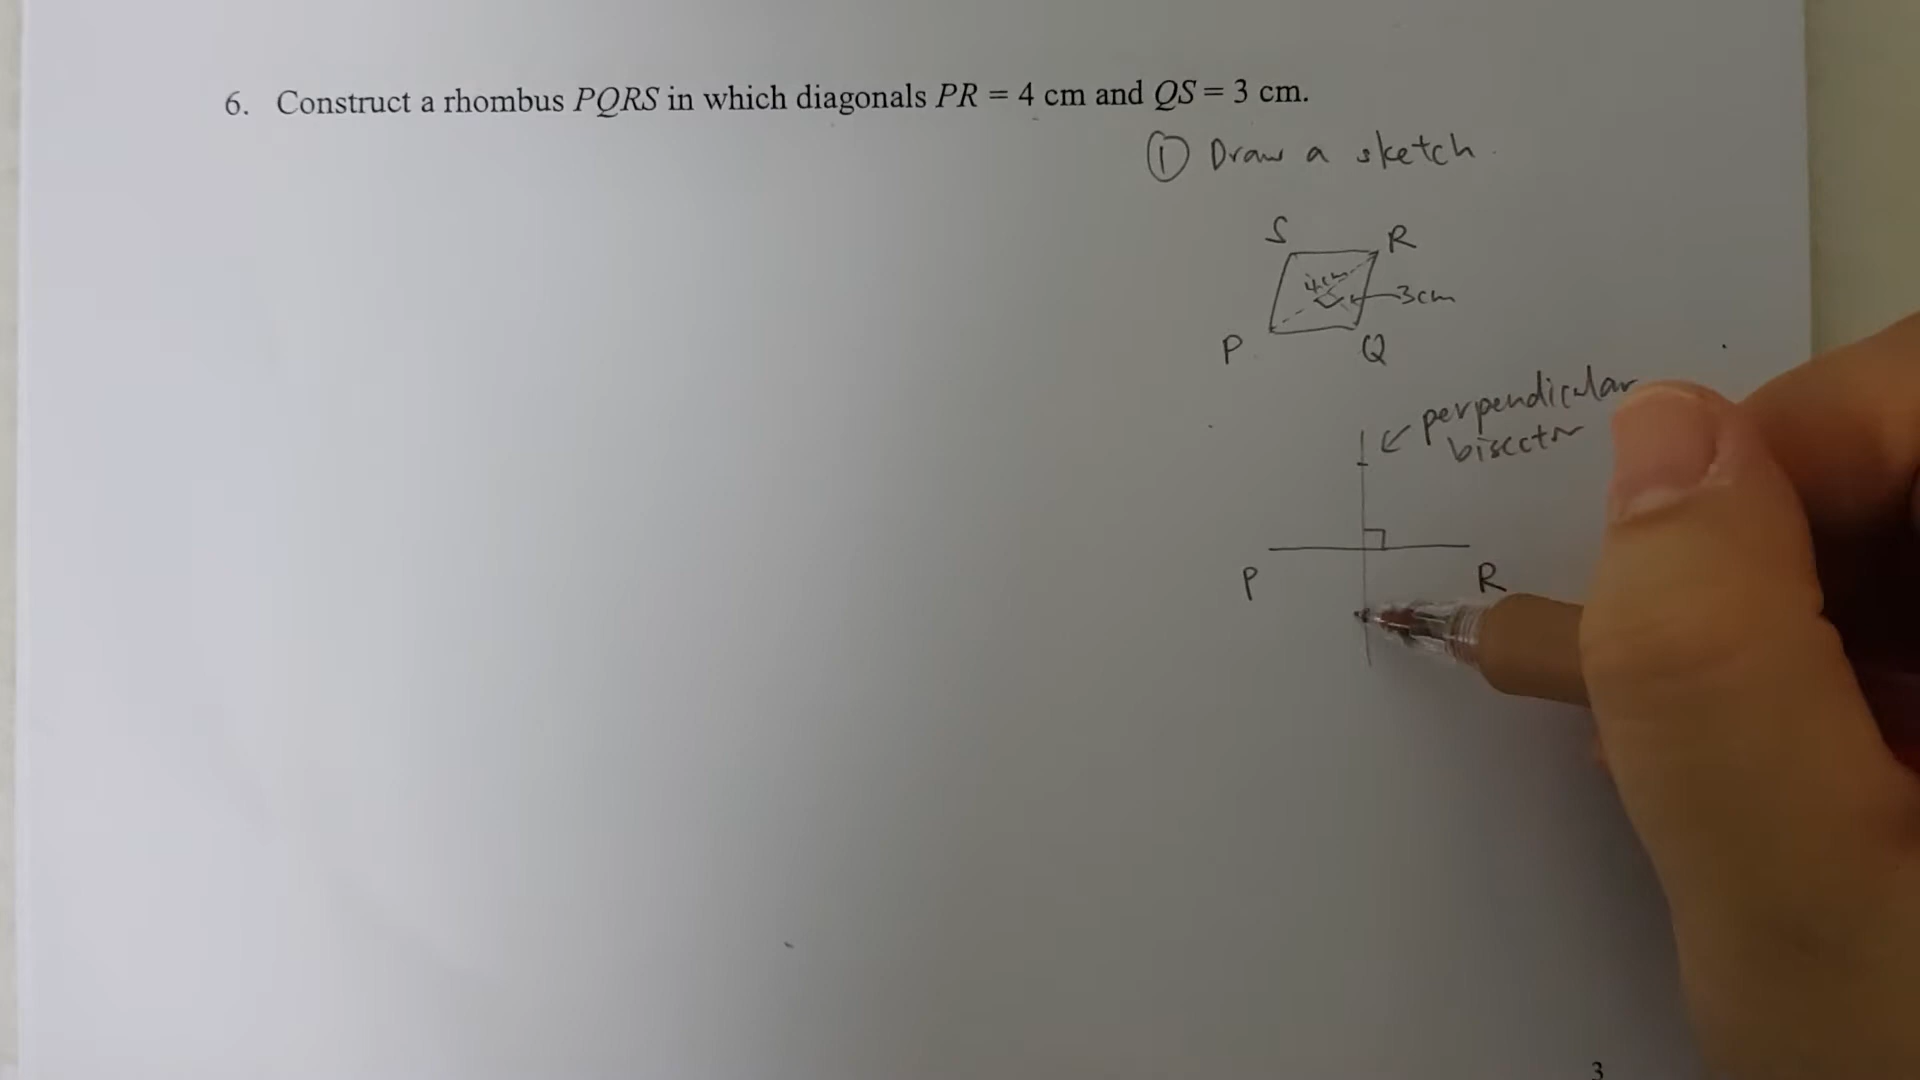 6. Construct a rhombus PQRS in which diagonals PR = 4 cm and QS = 3 cm.
① Draw a sketch.
S
R
4cm
3cm
P
Q
perpendicular
bisector
P
R
3